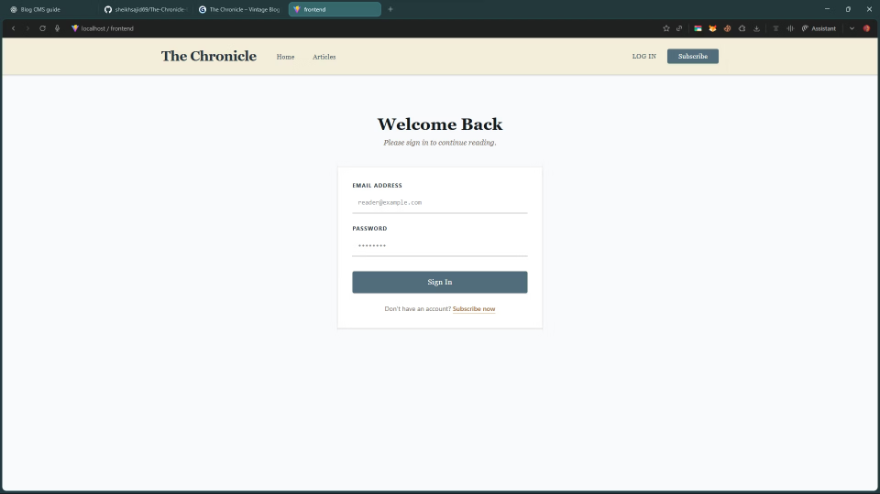 Blog CMS guide
sheikhsajid69/The-Chronicle-
The Chronicle – Vintage Blog
frontend
localhost / frontend
Assistant
The Chronicle
Home
Articles
LOG IN
Subscribe
Welcome Back
Please sign in to continue reading.
EMAIL ADDRESS
reader@example.com
PASSWORD
••••••••
Sign In
Don't have an account? Subscribe now